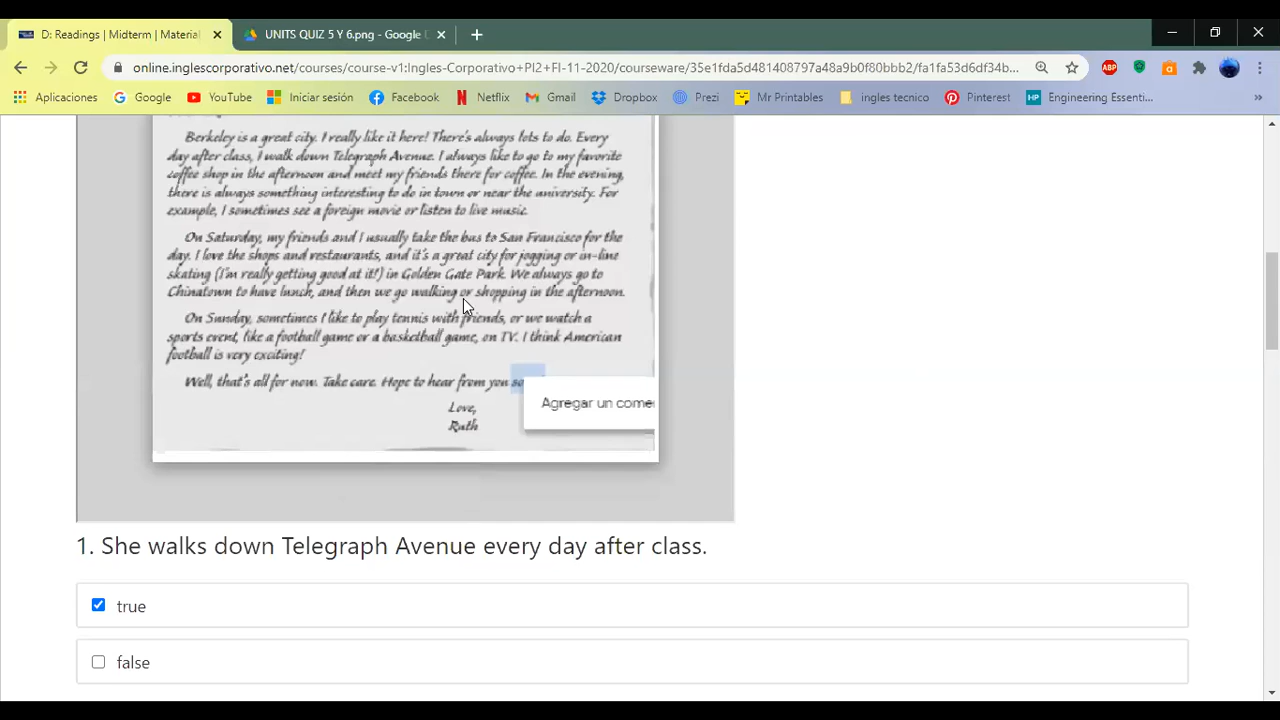 D: Readings | Midterm | Material
UNITS QUIZ 5 Y 6.png - Google D
online.inglescorporativo.net/courses/course-v1:Ingles-Corporativo+PI2+FI-11-2020/courseware/35e1fda5d481408797a48a9b0f80bbb2/fa1fa53d6df34b...
ABP
Aplicaciones Google YouTube Iniciar sesión Facebook Netflix Gmail Dropbox Prezi Mr Printables ingles tecnico Pinterest HP Engineering Essenti... »
Berkeley is a great city. I really like it here! There's always lots to do. Every
day after class, I walk down Telegraph Avenue. I always like to go to my favorite
coffee shop in the afternoon and meet my friends there for coffee. In the evening,
there is always something interesting to do in town or near the university. For
example, I sometimes see a foreign movie or listen to live music.
On Saturday, my friends and I usually take the bus to San Francisco for the
day. I love the shops and restaurants, and it's a great city for jogging or in-line
skating (I'm really getting good at it!) in Golden Gate Park. We always go to
Chinatown to have lunch, and then we go walking or shopping in the afternoon.
On Sunday, sometimes I like to play tennis with friends, or we watch a
sports event, like a football game or a basketball game, on TV. I think American
football is very exciting!
Well, that's all for now. Take care. Hope to hear from you so
Agregar un come
Love,
Ruth
1. She walks down Telegraph Avenue every day after class.
true
false